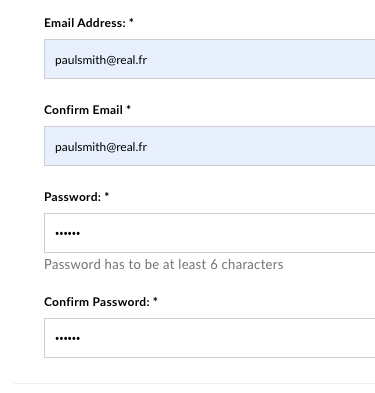 Email Address: *
paulsmith@real.fr
Confirm Email *
paulsmith@real.fr
Password: *
••••••
Password has to be at least 6 characters
Confirm Password: *
••••••